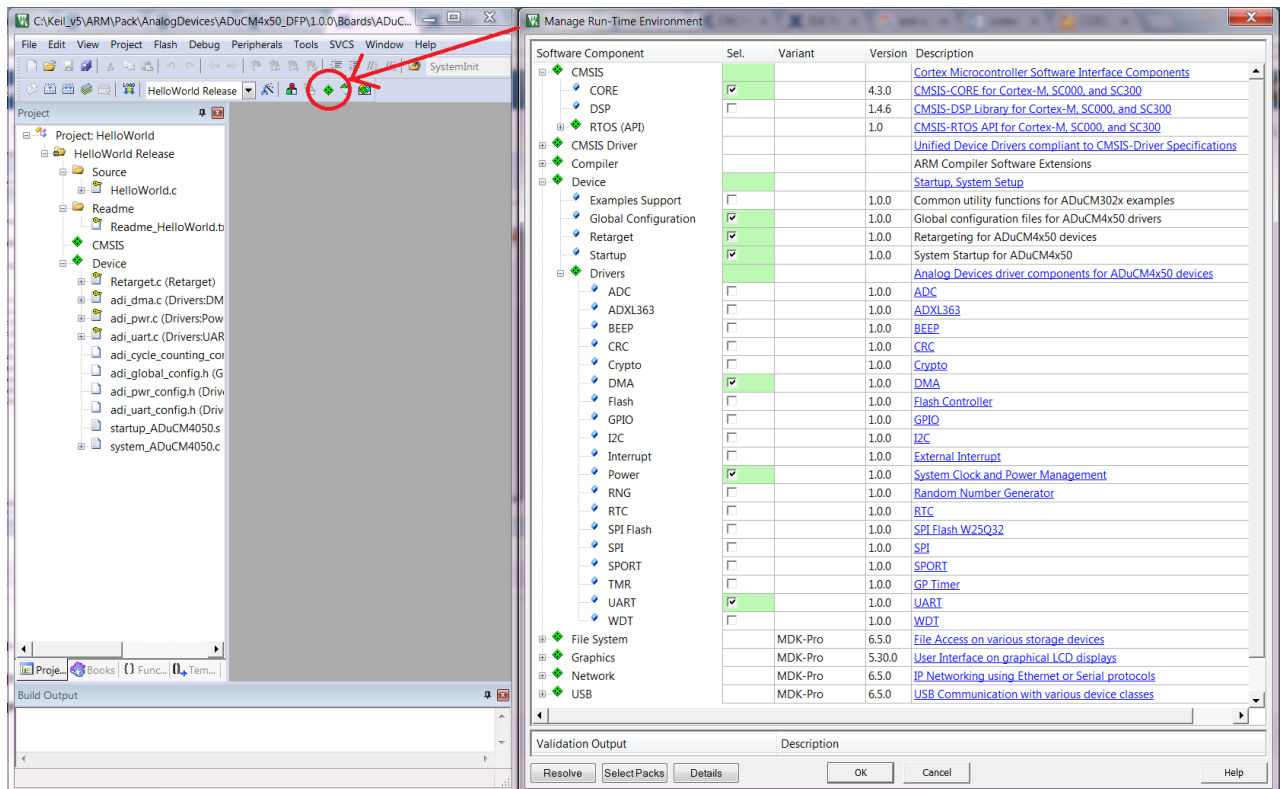 C:\Keil_v5\ARM\Pack\AnalogDevices\ADuCM4x50_DFP\1.0.0\Boards\ADuC...
File Edit View Project Flash Debug Peripherals Tools SVCS Window Help
SystemInit
LOAD HelloWorld Release
Project
Project: HelloWorld
HelloWorld Release
Source
HelloWorld.c
Readme
Readme_HelloWorld.tx
CMSIS
Device
Retarget.c (Retarget)
adi_dma.c (Drivers:DM
adi_pwr.c (Drivers:Pow
adi_uart.c (Drivers:UAR
adi_cycle_counting_cor
adi_global_config.h (G
adi_pwr_config.h (Driv
adi_uart_config.h (Driv
startup_ADuCM4050.s
system_ADuCM4050.c
Proje... Books {} Func... Tem...
Build Output
Manage Run-Time Environment
Software Component Sel. Variant Version Description
CMSIS Cortex Microcontroller Software Interface Components
CORE 4.3.0 CMSIS-CORE for Cortex-M, SC000, and SC300
DSP 1.4.6 CMSIS-DSP Library for Cortex-M, SC000, and SC300
RTOS (API) 1.0 CMSIS-RTOS API for Cortex-M, SC000, and SC300
CMSIS Driver Unified Device Drivers compliant to CMSIS-Driver Specifications
Compiler ARM Compiler Software Extensions
Device Startup, System Setup
Examples Support 1.0.0 Common utility functions for ADuCM302x examples
Global Configuration 1.0.0 Global configuration files for ADuCM4x50 drivers
Retarget 1.0.0 Retargeting for ADuCM4x50 devices
Startup 1.0.0 System Startup for ADuCM4x50
Drivers Analog Devices driver components for ADuCM4x50 devices
ADC 1.0.0 ADC
ADXL363 1.0.0 ADXL363
BEEP 1.0.0 BEEP
CRC 1.0.0 CRC
Crypto 1.0.0 Crypto
DMA 1.0.0 DMA
Flash 1.0.0 Flash Controller
GPIO 1.0.0 GPIO
I2C 1.0.0 I2C
Interrupt 1.0.0 External Interrupt
Power 1.0.0 System Clock and Power Management
RNG 1.0.0 Random Number Generator
RTC 1.0.0 RTC
SPI Flash 1.0.0 SPI Flash W25Q32
SPI 1.0.0 SPI
SPORT 1.0.0 SPORT
TMR 1.0.0 GP Timer
UART 1.0.0 UART
WDT 1.0.0 WDT
File System MDK-Pro 6.5.0 File Access on various storage devices
Graphics MDK-Pro 5.30.0 User Interface on graphical LCD displays
Network MDK-Pro 6.5.0 IP Networking using Ethernet or Serial protocols
USB MDK-Pro 6.5.0 USB Communication with various device classes
Validation Output Description
Resolve Select Packs Details OK Cancel Help